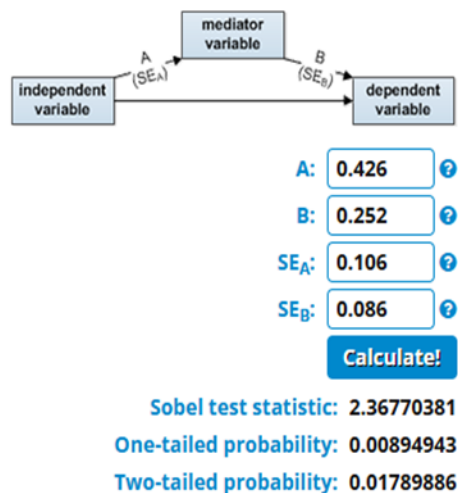 mediator
variable
A
(SEA)
B
(SEB)
independent
variable
dependent
variable
A: 0.426 ?
B: 0.252 ?
SEA: 0.106 ?
SEB: 0.086 ?
Calculate!
Sobel test statistic: 2.36770381
One-tailed probability: 0.00894943
Two-tailed probability: 0.01789886